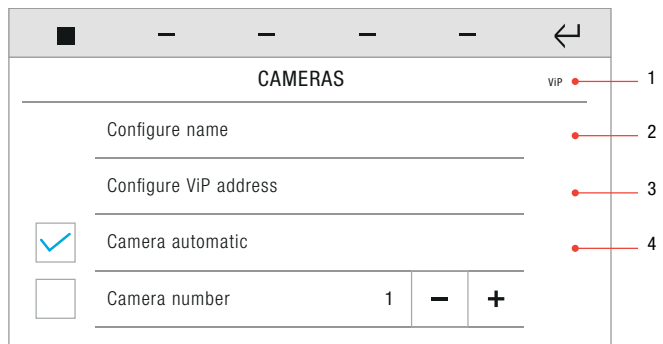 CAMERAS ViP 1
Configure name 2
Configure ViP address 3
Camera automatic 4
Camera number 1 − +